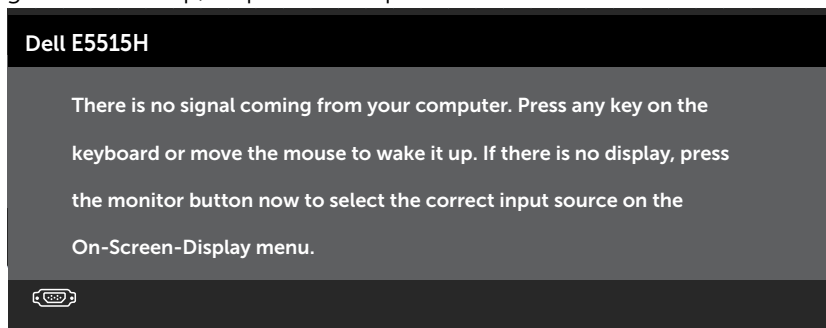 Dell E5515H
There is no signal coming from your computer. Press any key on the
keyboard or move the mouse to wake it up. If there is no display, press
the monitor button now to select the correct input source on the
On-Screen-Display menu.